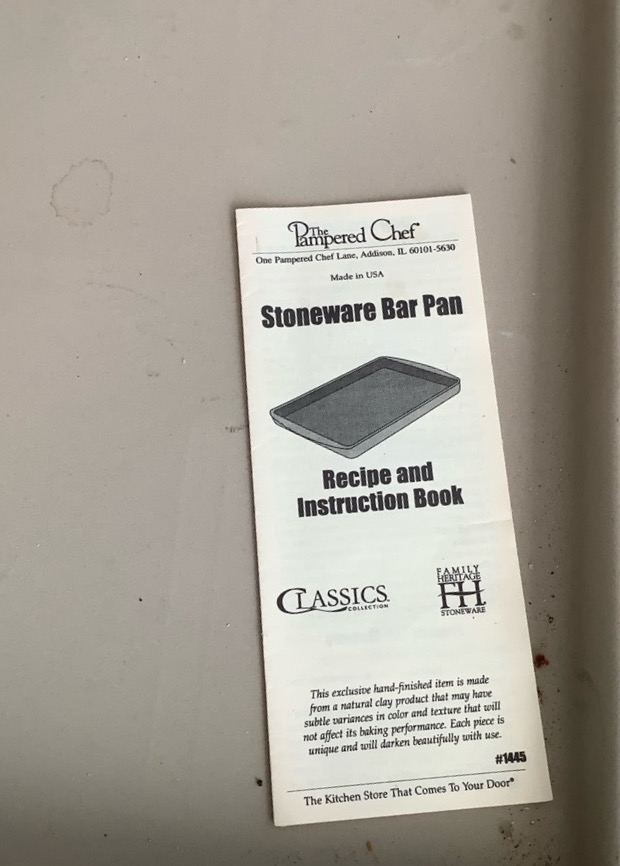 The Pampered Chef
One Pampered Chef Lane, Addison, IL 60101-5630
Made in USA
Stoneware Bar Pan
Recipe and
Instruction Book
CLASSICS
COLLECTION
FAMILY
HERITAGE
FH
STONEWARE
This exclusive hand-finished item is made
from a natural clay product that may have
subtle variances in color and texture that will
not affect its baking performance. Each piece is
unique and will darken beautifully with use.
#1445
The Kitchen Store That Comes To Your Door®